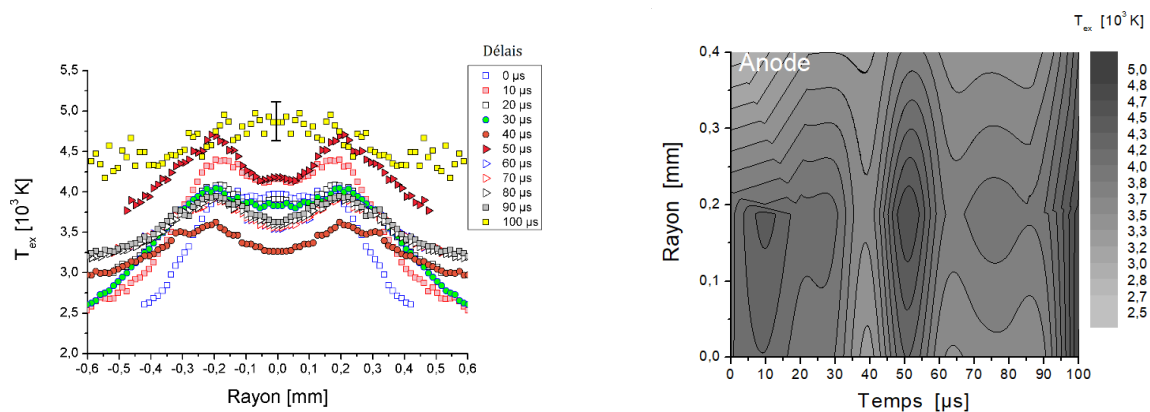 Délais
0 µs
10 µs
20 µs
30 µs
40 µs
50 µs
60 µs
70 µs
80 µs
90 µs
100 µs
5,5
5,0
4,5
4,0
3,5
3,0
2,5
2,0
T_ex [10³ K]
-0,6 -0,5 -0,4 -0,3 -0,2 -0,1 0,0 0,1 0,2 0,3 0,4 0,5 0,6
Rayon [mm]
T_ex [10³ K]
Anode
0,4
0,3
0,2
0,1
0,0
Rayon [mm]
0 10 20 30 40 50 60 70 80 90 100
Temps [µs]
5,0
4,8
4,7
4,5
4,3
4,2
4,0
3,8
3,7
3,5
3,3
3,2
3,0
2,8
2,7
2,5